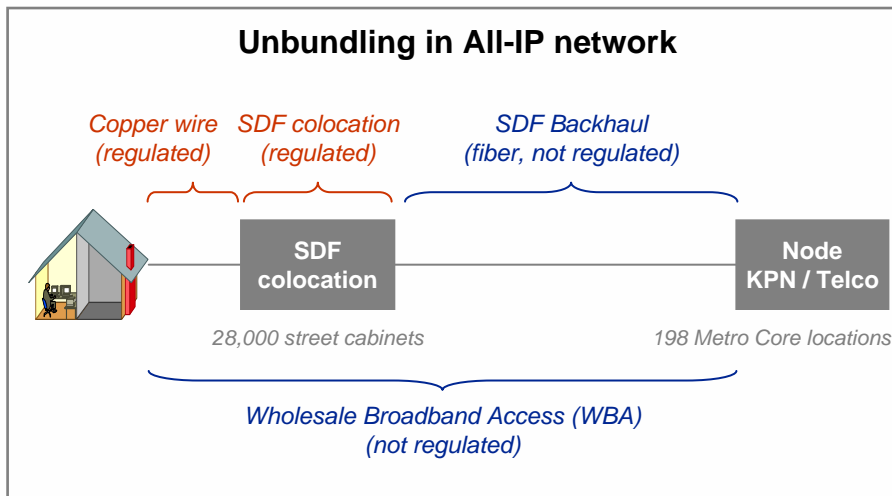 Unbundling in All-IP network
Copper wire
(regulated)
SDF colocation
(regulated)
SDF Backhaul
(fiber, not regulated)
SDF
colocation
Node
KPN / Telco
28,000 street cabinets
198 Metro Core locations
Wholesale Broadband Access (WBA)
(not regulated)